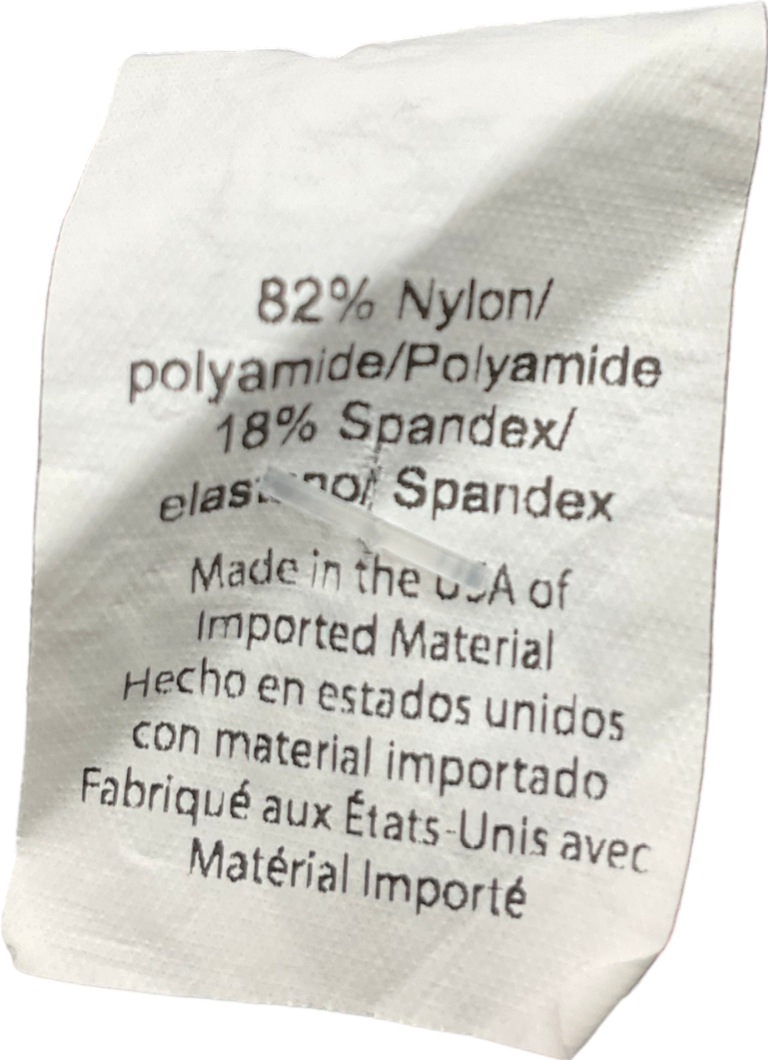 82% Nylon/
polyamide/Polyamide
18% Spandex/
Spandex
Made in the USA of
Imported Material
Hecho en estados unidos
con material importado
Fabriqué aux États-Unis avec
Matérial Importé